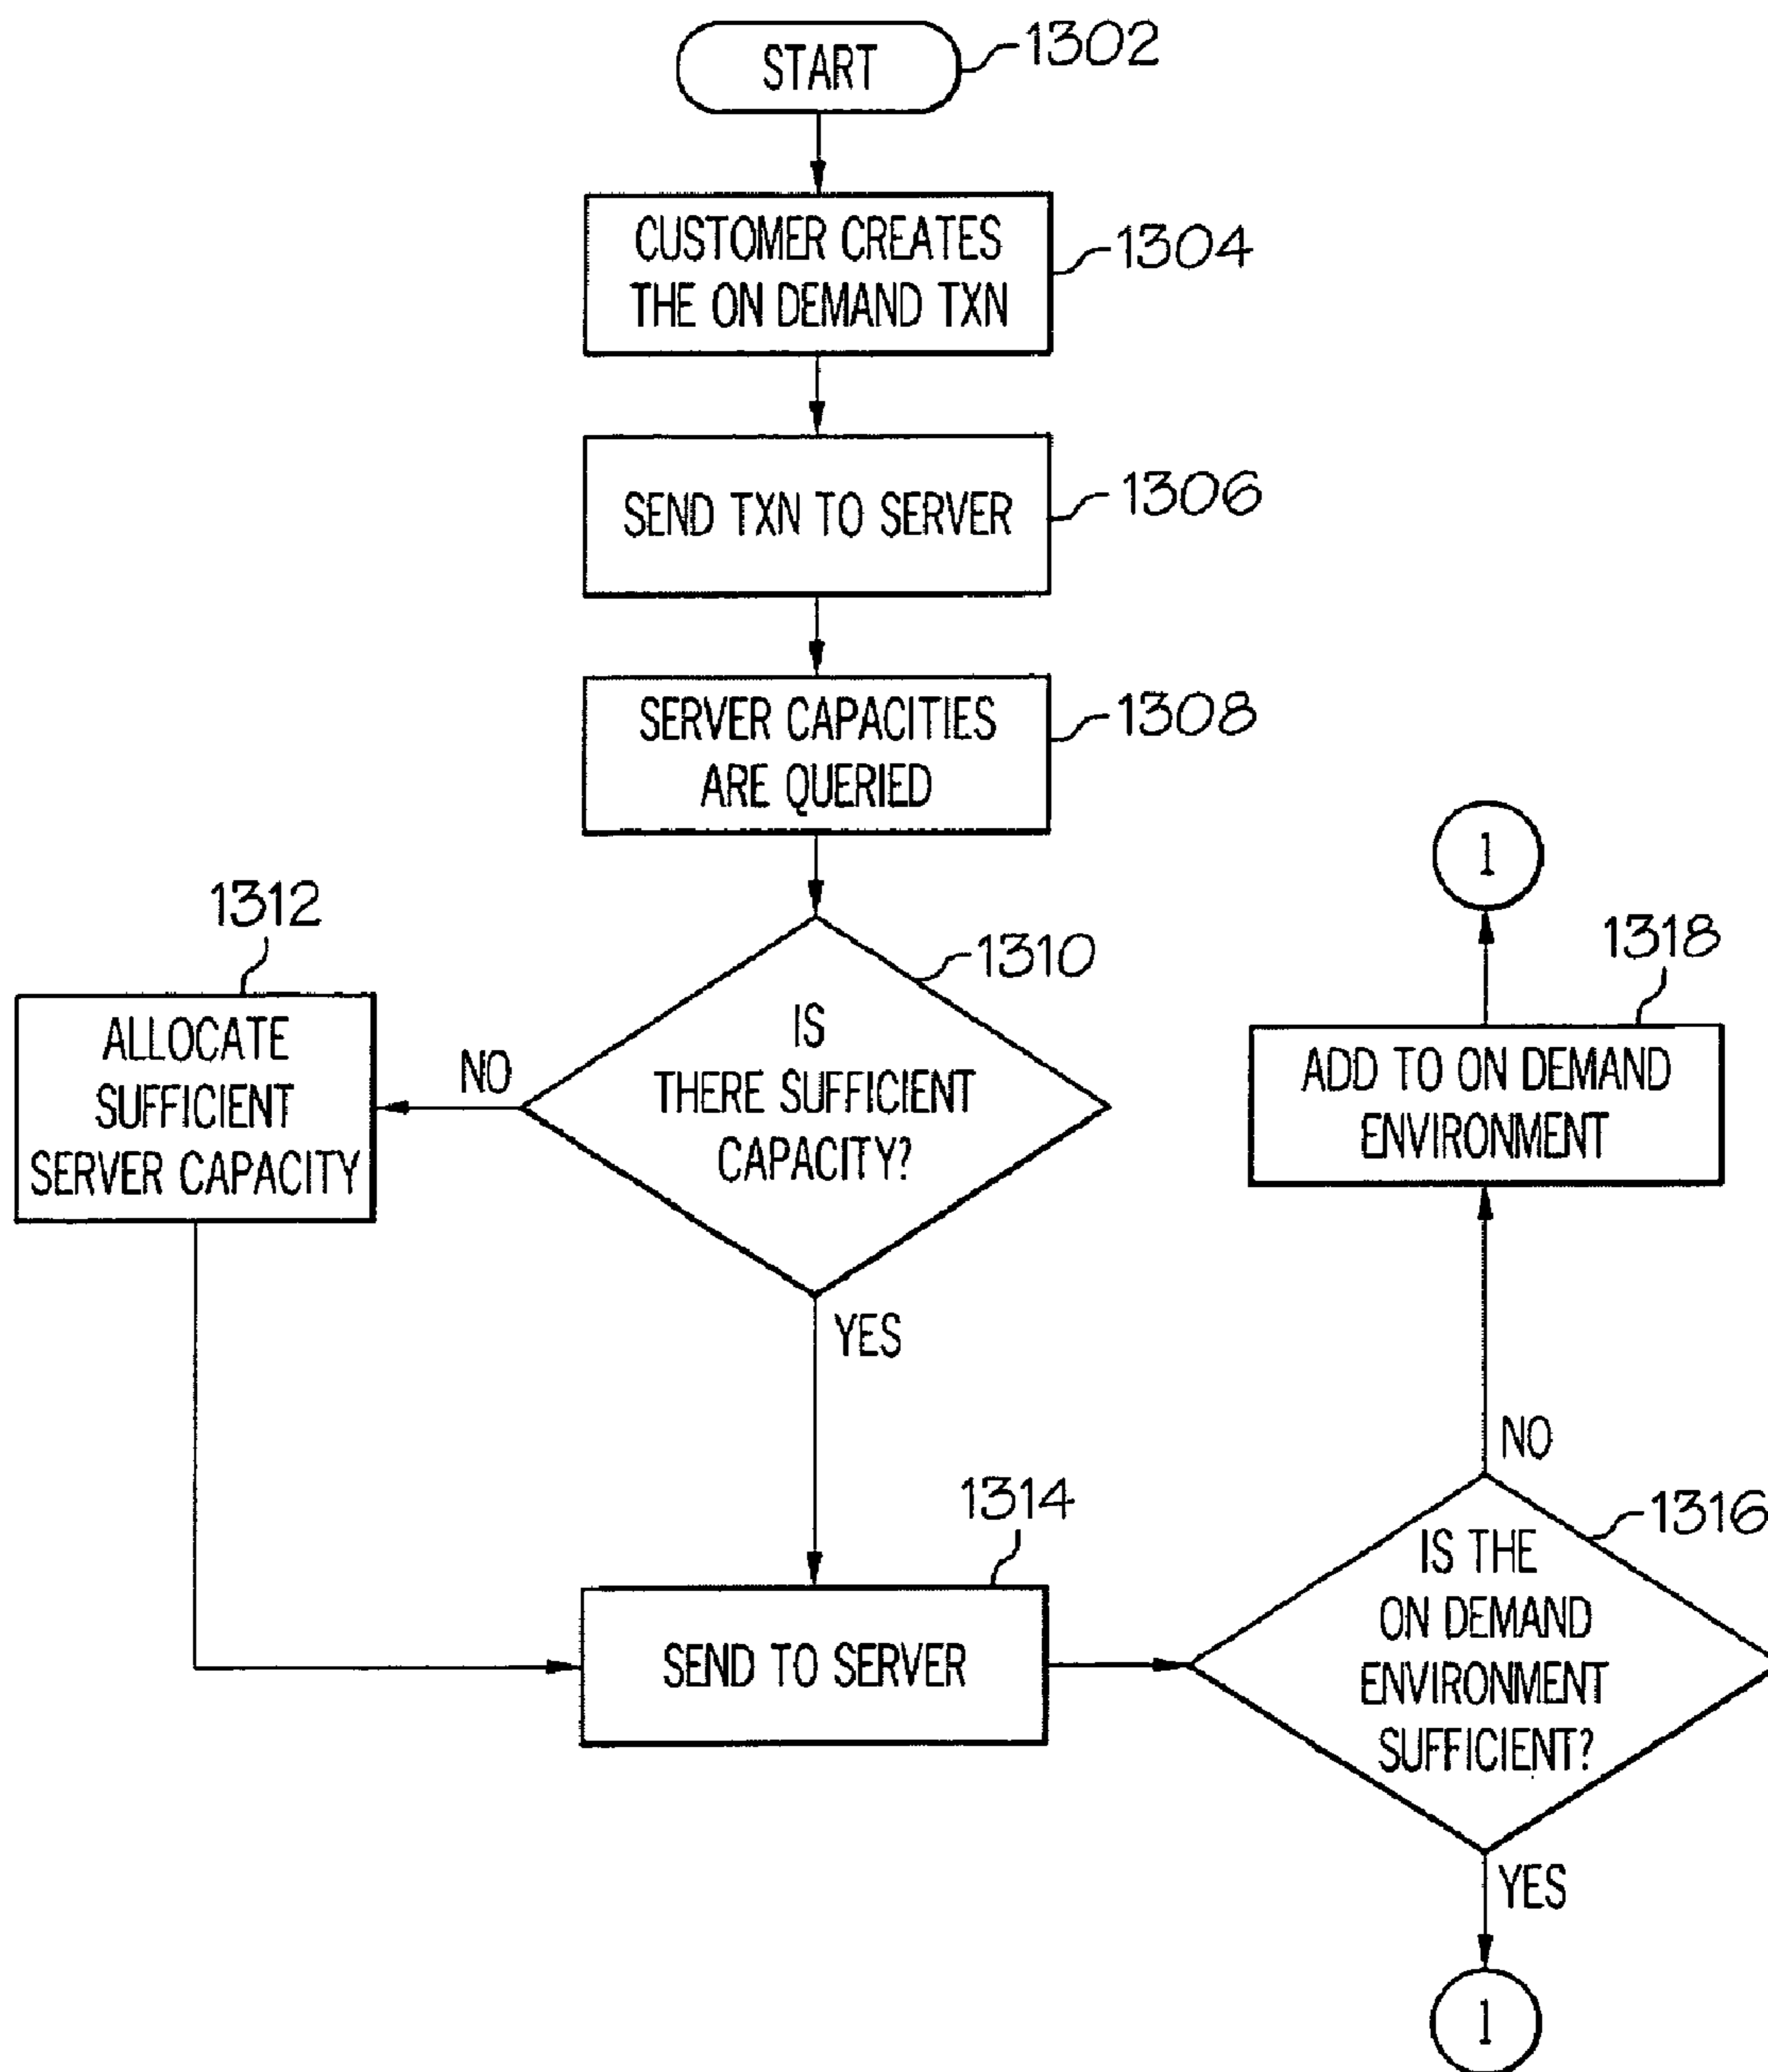 START
1302
CUSTOMER CREATES
THE ON DEMAND TXN
1304
SEND TXN TO SERVER
1306
SERVER CAPACITIES
ARE QUERIED
1308
1310
IS
THERE SUFFICIENT
CAPACITY?
NO
YES
1312
ALLOCATE
SUFFICIENT
SERVER CAPACITY
1314
SEND TO SERVER
1316
IS THE
ON DEMAND
ENVIRONMENT
SUFFICIENT?
NO
YES
1318
ADD TO ON DEMAND
ENVIRONMENT
1
1